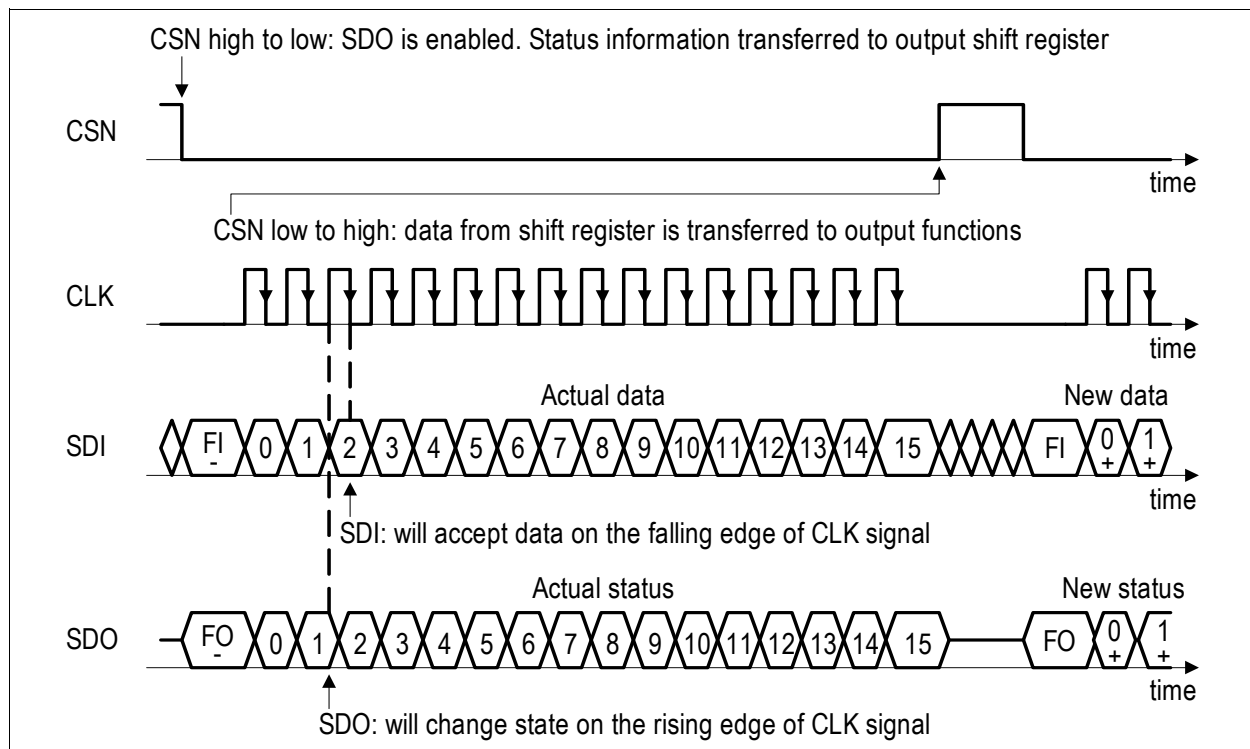 CSN high to low: SDO is enabled. Status information transferred to output shift register
CSN
time
CSN low to high: data from shift register is transferred to output functions
CLK
time
Actual data
New data
SDI
FI
-
0 1 2 3 4 5 6 7 8 9 10 11 12 13 14 15
FI
0
+
1
+
time
SDI: will accept data on the falling edge of CLK signal
Actual status
New status
SDO
FO
-
0 1 2 3 4 5 6 7 8 9 10 11 12 13 14 15
FO
0
+
1
+
time
SDO: will change state on the rising edge of CLK signal